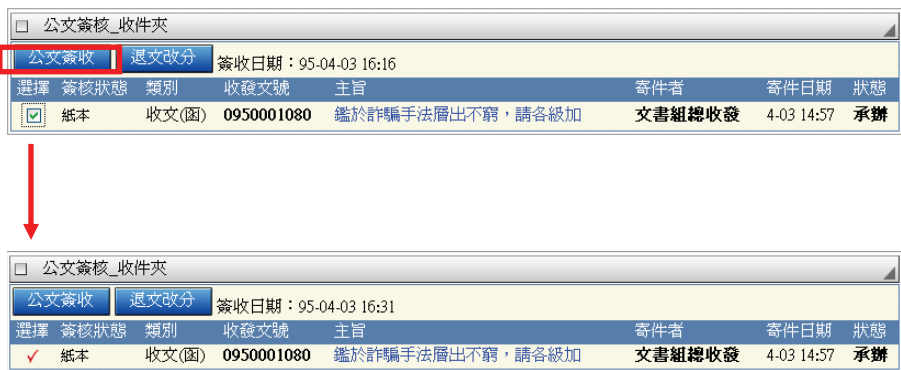 公文簽核_收件夾
公文簽收 退文改分 簽收日期：95-04-03 16:16
選擇 簽核狀態 類別 收發文號 主旨 寄件者 寄件日期 狀態
紙本 收文(函) 0950001080 鑑於詐騙手法層出不窮，請各級加 文書組總收發 4-03 14:57 承辦
公文簽核_收件夾
公文簽收 退文改分 簽收日期：95-04-03 16:31
選擇 簽核狀態 類別 收發文號 主旨 寄件者 寄件日期 狀態
紙本 收文(函) 0950001080 鑑於詐騙手法層出不窮，請各級加 文書組總收發 4-03 14:57 承辦